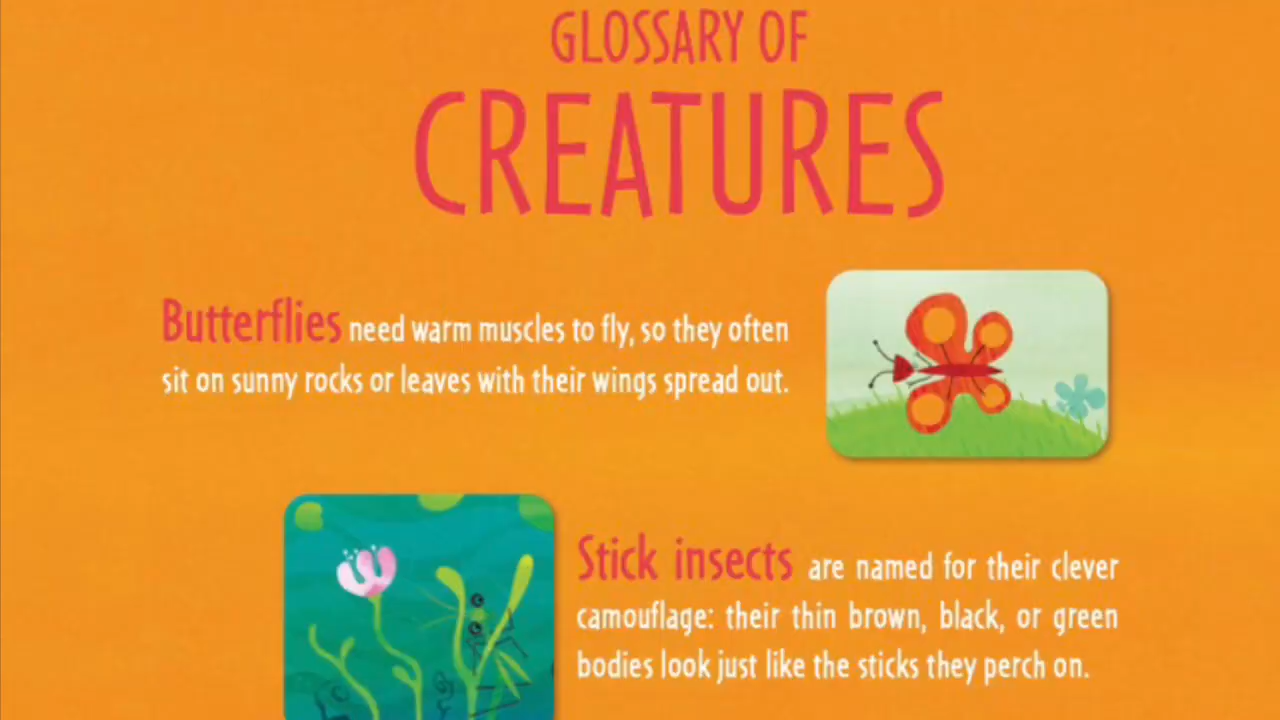 GLOSSARY OF
CREATURES
Butterflies need warm muscles to fly, so they often
sit on sunny rocks or leaves with their wings spread out.
Stick insects are named for their clever
camouflage: their thin brown, black, or green
bodies look just like the sticks they perch on.